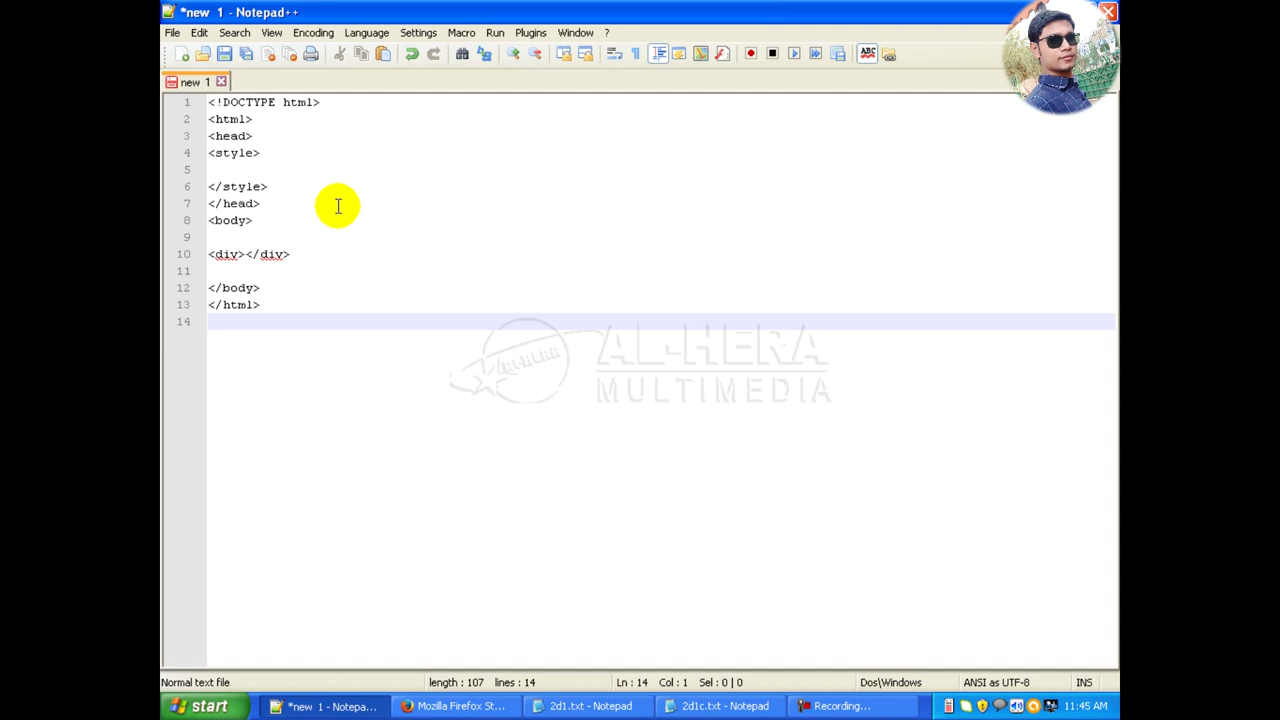 *new 1 - Notepad++
File Edit Search View Encoding Language Settings Macro Run Plugins Window ?
ABC
new 1
1 <!DOCTYPE html>
2 <html>
3 <head>
4 <style>
5
6 </style>
7 </head>
8 <body>
9
10 <div></div>
11
12 </body>
13 </html>
14
AL-HERA
AL-HERA
MULTIMEDIA
Normal text file length : 107 lines : 14 Ln : 14 Col : 1 Sel : 0 | 0 Dos\Windows ANSI as UTF-8 INS
start *new 1 - Notepa... Mozilla Firefox St... 2d1.txt - Notepad 2d1c.txt - Notepad Recording... 11:45 AM